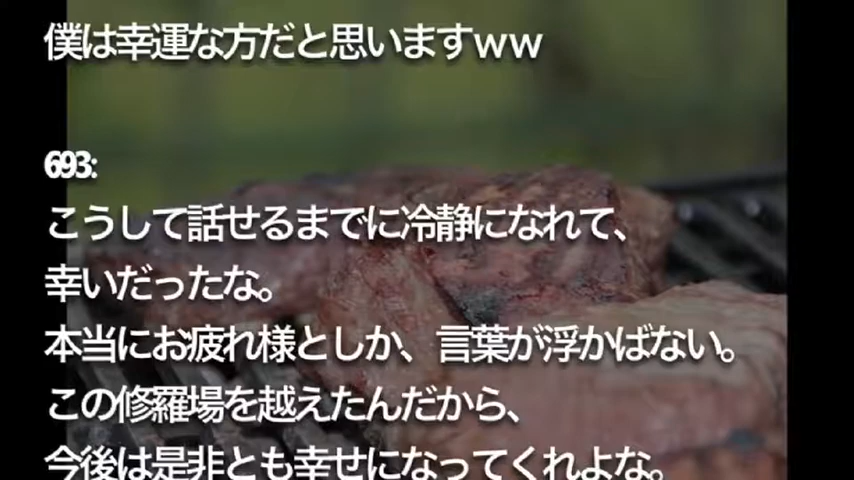 僕は幸運な方だと思いますｗｗ
693:
こうして話せるまでに冷静になれて、
幸いだったな。
本当にお疲れ様としか、言葉が浮かばない。
この修羅場を越えたんだから、
今後は是非とも幸せになってくれよな。